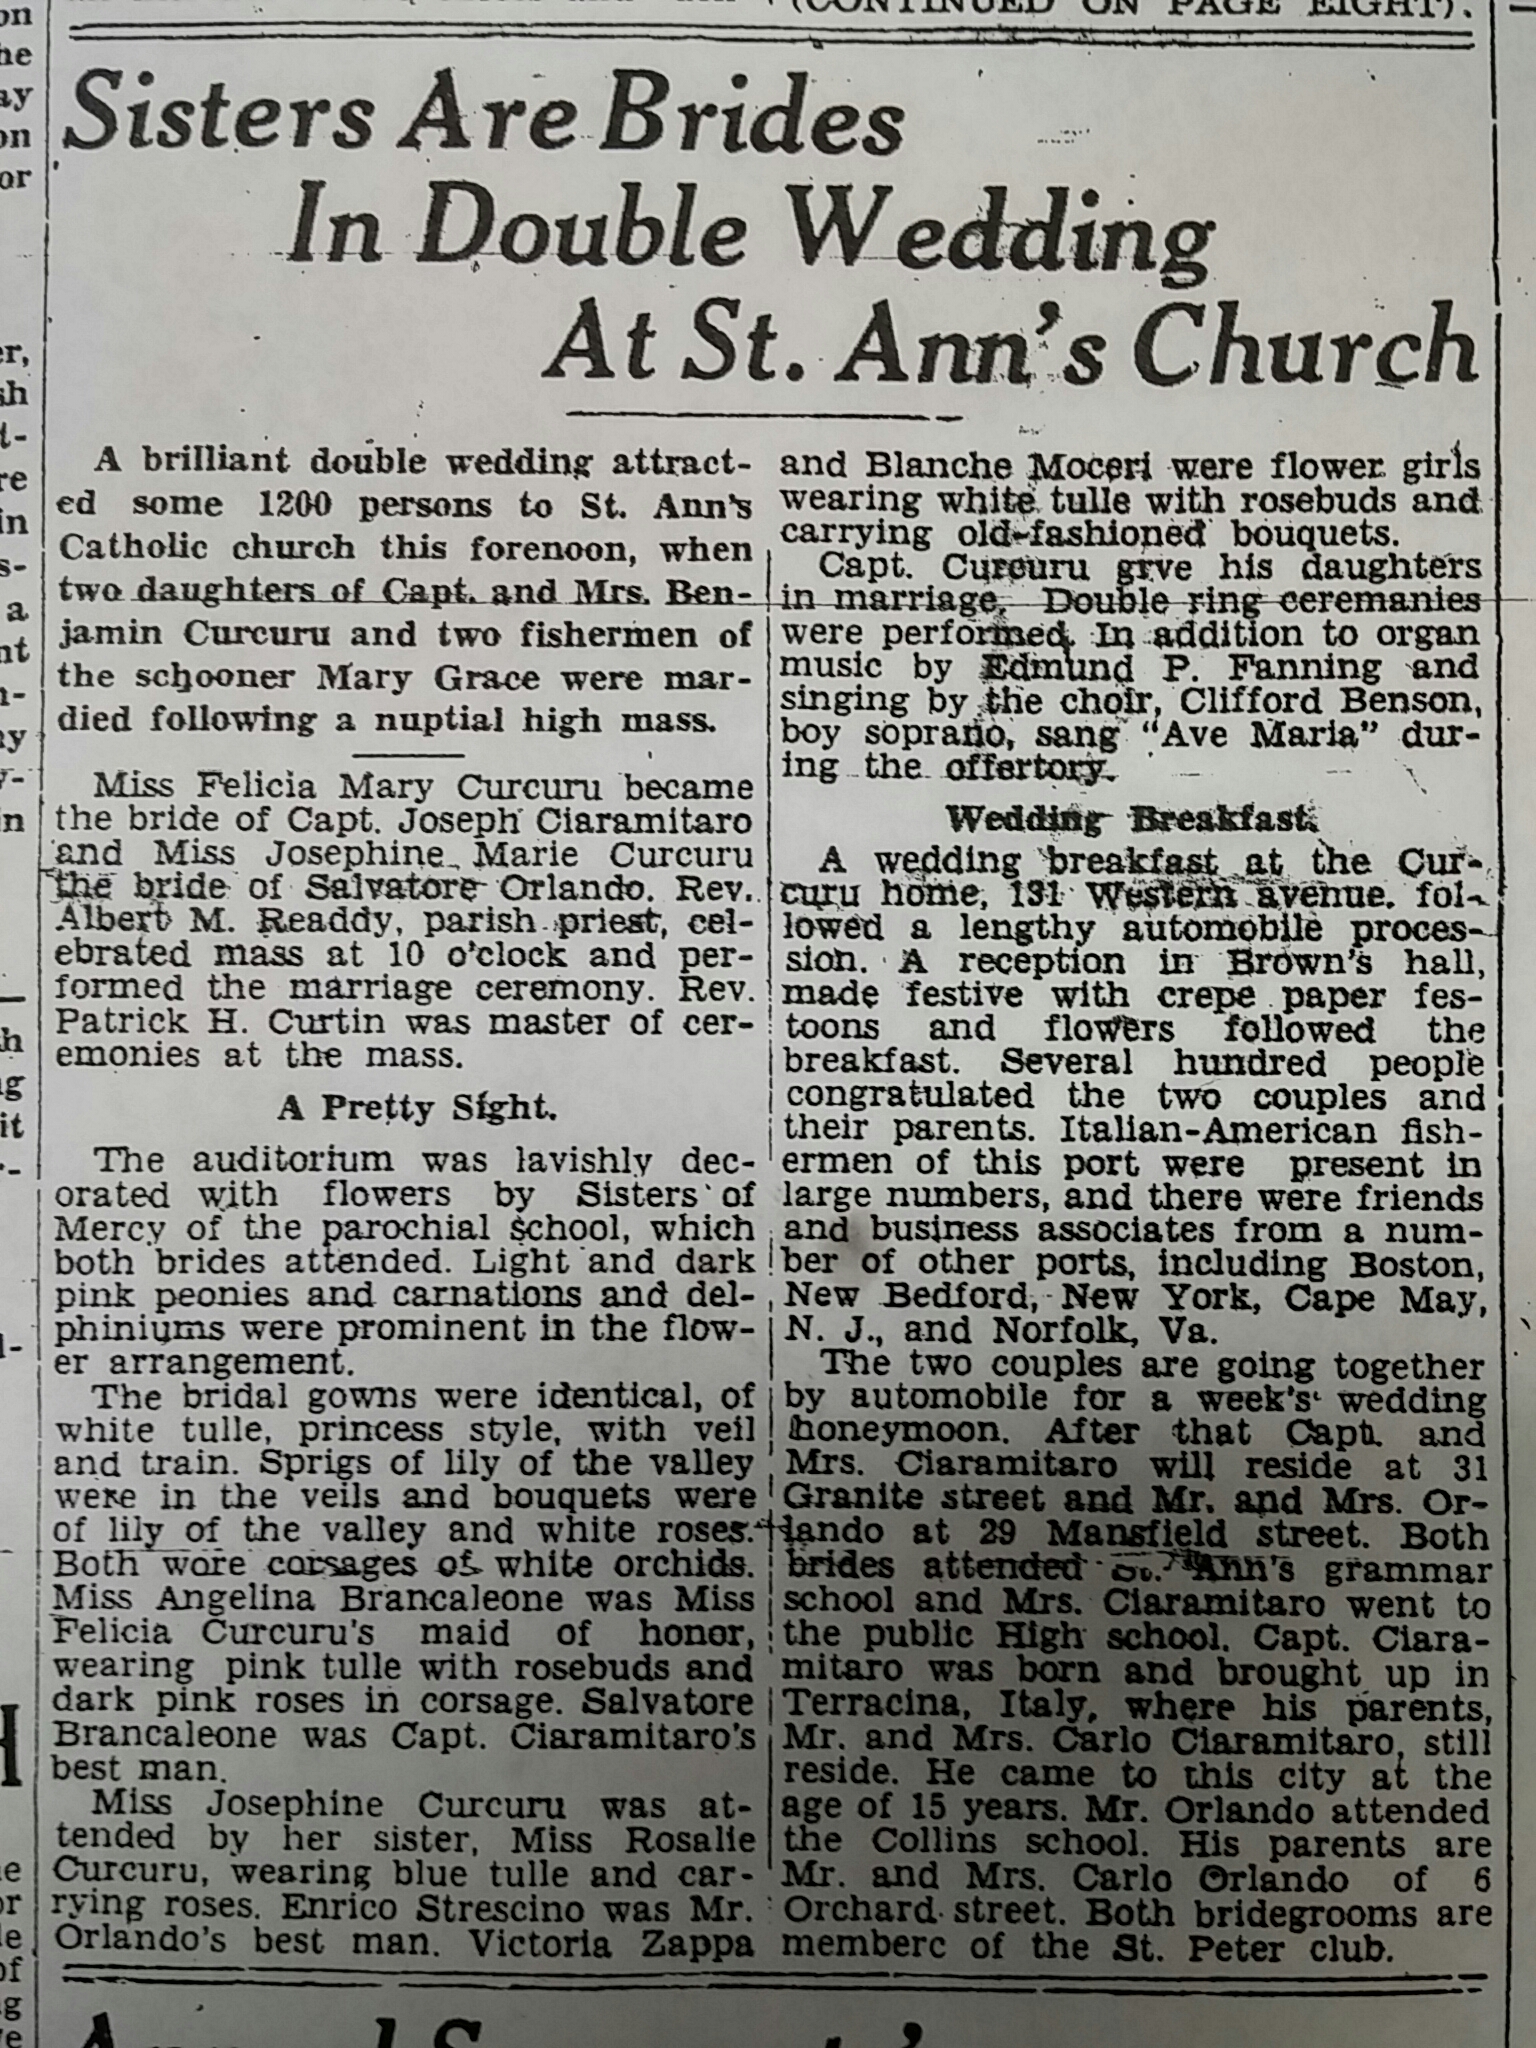 (CONTINUED ON PAGE EIGHT).
Sisters Are Brides
In Double Wedding
At St. Ann's Church
A brilliant double wedding attract-
ed some 1200 persons to St. Ann's
Catholic church this forenoon, when
two daughters of Capt. and Mrs. Ben-
jamin Curcuru and two fishermen of
the schooner Mary Grace were mar-
died following a nuptial high mass.
Miss Felicia Mary Curcuru became
the bride of Capt. Joseph Ciaramitaro
and Miss Josephine Marie Curcuru
the bride of Salvatore Orlando. Rev.
Albert M. Readdy, parish priest, cel-
ebrated mass at 10 o'clock and per-
formed the marriage ceremony. Rev.
Patrick H. Curtin was master of cer-
emonies at the mass.
A Pretty Sight.
The auditorium was lavishly dec-
orated with flowers by Sisters of
Mercy of the parochial school, which
both brides attended. Light and dark
pink peonies and carnations and del-
phiniums were prominent in the flow-
er arrangement.
The bridal gowns were identical, of
white tulle, princess style, with veil
and train. Sprigs of lily of the valley
were in the veils and bouquets were
of lily of the valley and white roses.
Both wore corsages of white orchids.
Miss Angelina Brancaleone was Miss
Felicia Curcuru's maid of honor,
wearing pink tulle with rosebuds and
dark pink roses in corsage. Salvatore
Brancaleone was Capt. Ciaramitaro's
best man.
Miss Josephine Curcuru was at-
tended by her sister, Miss Rosalie
Curcuru, wearing blue tulle and car-
rying roses. Enrico Strescino was Mr.
Orlando's best man. Victoria Zappa
and Blanche Moceri were flower girls
wearing white tulle with rosebuds and
carrying old-fashioned bouquets.
Capt. Curcuru grve his daughters
in marriage. Double ring ceremanies
were performed. In addition to organ
music by Edmund P. Fanning and
singing by the choir, Clifford Benson,
boy soprano, sang "Ave Maria" dur-
ing the offertory.
Wedding Breakfast.
A wedding breakfast at the Cur-
curu home, 131 Western avenue. fol-
lowed a lengthy automobile proces-
sion. A reception in Brown's hall,
made festive with crepe paper fes-
toons and flowers followed the
breakfast. Several hundred people
congratulated the two couples and
their parents. Italian-American fish-
ermen of this port were present in
large numbers, and there were friends
and business associates from a num-
ber of other ports, including Boston,
New Bedford, New York, Cape May,
N. J., and Norfolk, Va.
The two couples are going together
by automobile for a week's wedding
honeymoon. After that Capt. and
Mrs. Ciaramitaro will reside at 31
Granite street and Mr. and Mrs. Or-
lando at 29 Mansfield street. Both
brides attended St. Ann's grammar
school and Mrs. Ciaramitaro went to
the public High school. Capt. Ciara-
mitaro was born and brought up in
Terracina, Italy, where his parents,
Mr. and Mrs. Carlo Ciaramitaro, still
reside. He came to this city at the
age of 15 years. Mr. Orlando attended
the Collins school. His parents are
Mr. and Mrs. Carlo Orlando of 6
Orchard street. Both bridegrooms are
memberc of the St. Peter club.